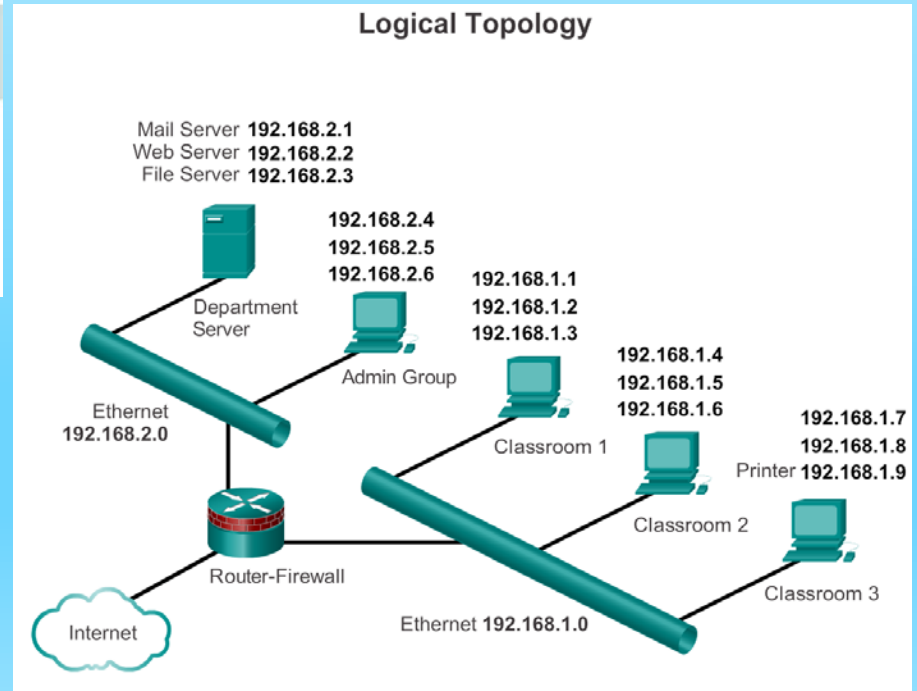 Logical Topology
Mail Server 192.168.2.1
Web Server 192.168.2.2
File Server 192.168.2.3
192.168.2.4
192.168.2.5
192.168.2.6
192.168.1.1
192.168.1.2
192.168.1.3
Department
Server
Admin Group
192.168.1.4
192.168.1.5
192.168.1.6
Ethernet
192.168.2.0
Classroom 1
192.168.1.7
192.168.1.8
Printer 192.168.1.9
Classroom 2
Router-Firewall
Classroom 3
Internet
Ethernet 192.168.1.0